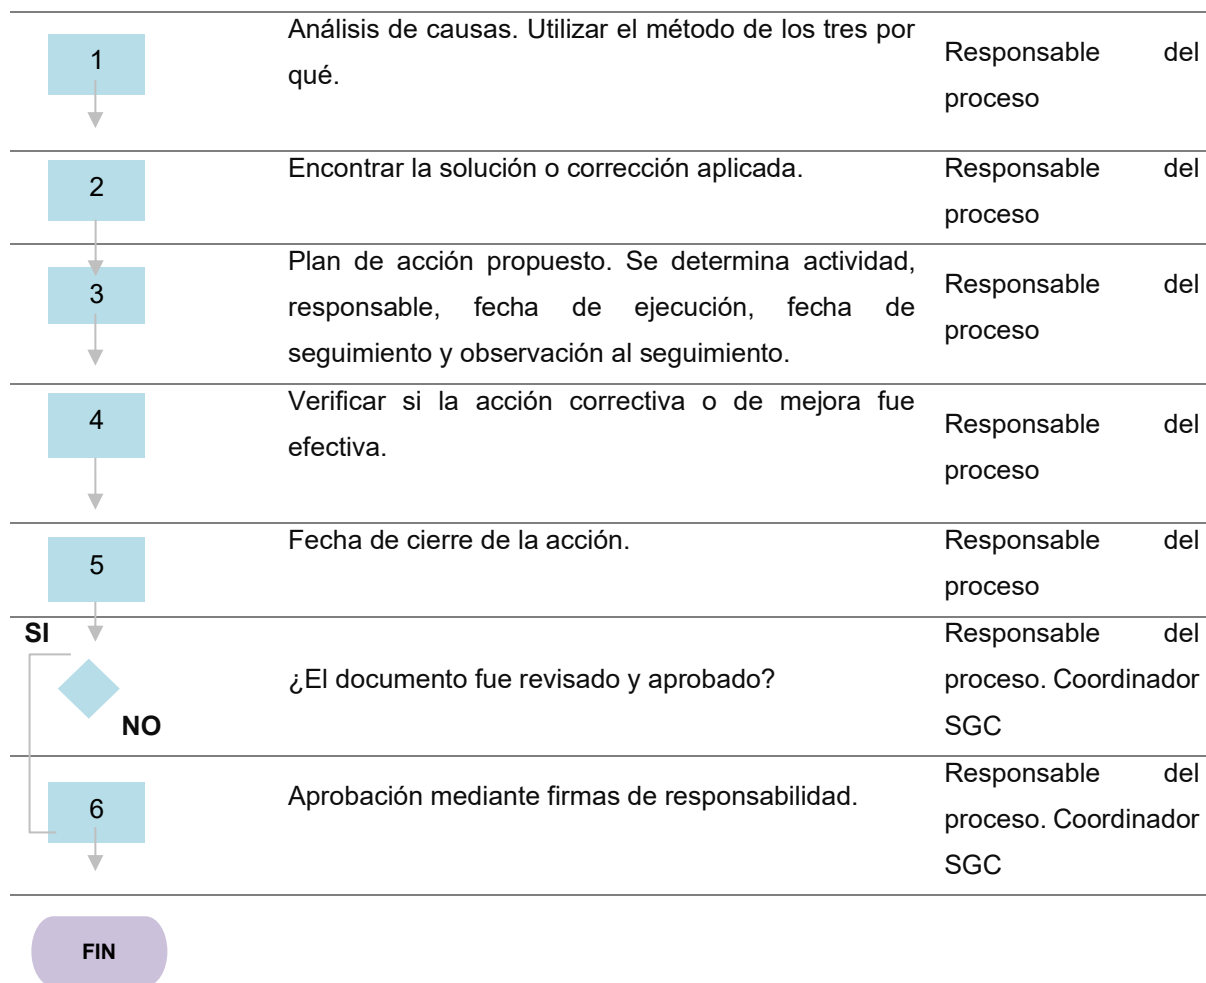 1
Análisis de causas. Utilizar el método de los tres por
qué.
Responsable del
proceso
2
Encontrar la solución o corrección aplicada.
Responsable del
proceso
3
Plan de acción propuesto. Se determina actividad,
responsable, fecha de ejecución, fecha de
seguimiento y observación al seguimiento.
Responsable del
proceso
4
Verificar si la acción correctiva o de mejora fue
efectiva.
Responsable del
proceso
5
Fecha de cierre de la acción.
Responsable del
proceso
SI
NO
¿El documento fue revisado y aprobado?
Responsable del
proceso. Coordinador
SGC
6
Aprobación mediante firmas de responsabilidad.
Responsable del
proceso. Coordinador
SGC
FIN